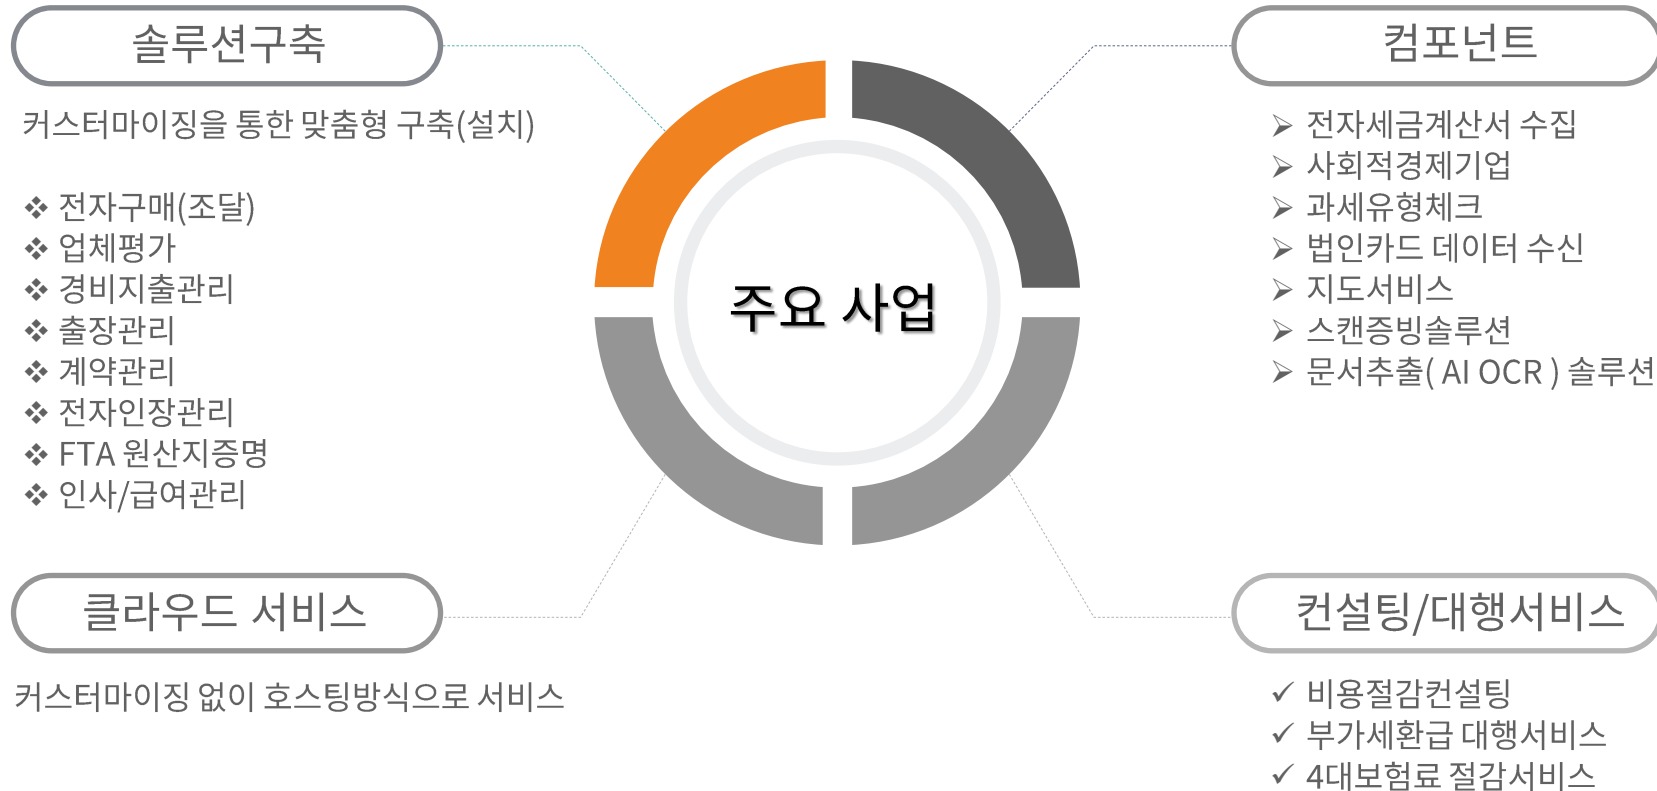 솔루션구축
커스터마이징을 통한 맞춤형 구축(설치)
❖ 전자구매(조달)
❖ 업체평가
❖ 경비지출관리
❖ 출장관리
❖ 계약관리
❖ 전자인장관리
❖ FTA 원산지증명
❖ 인사/급여관리
주요 사업
컴포넌트
➢ 전자세금계산서 수집
➢ 사회적경제기업
➢ 과세유형체크
➢ 법인카드 데이터 수신
➢ 지도서비스
➢ 스캔증빙솔루션
➢ 문서추출( AI OCR ) 솔루션
클라우드 서비스
커스터마이징 없이 호스팅방식으로 서비스
컨설팅/대행서비스
✓ 비용절감컨설팅
✓ 부가세환급 대행서비스
✓ 4대보험료 절감서비스